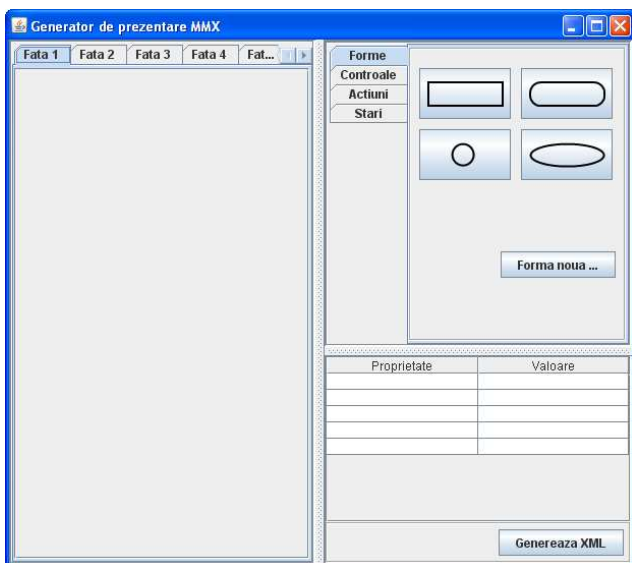 Generator de prezentare MMX
Fata 1 Fata 2 Fata 3 Fata 4 Fat...
Forme
Controale
Actiuni
Stari
Forma noua ...
Proprietate Valoare
Genereaza XML